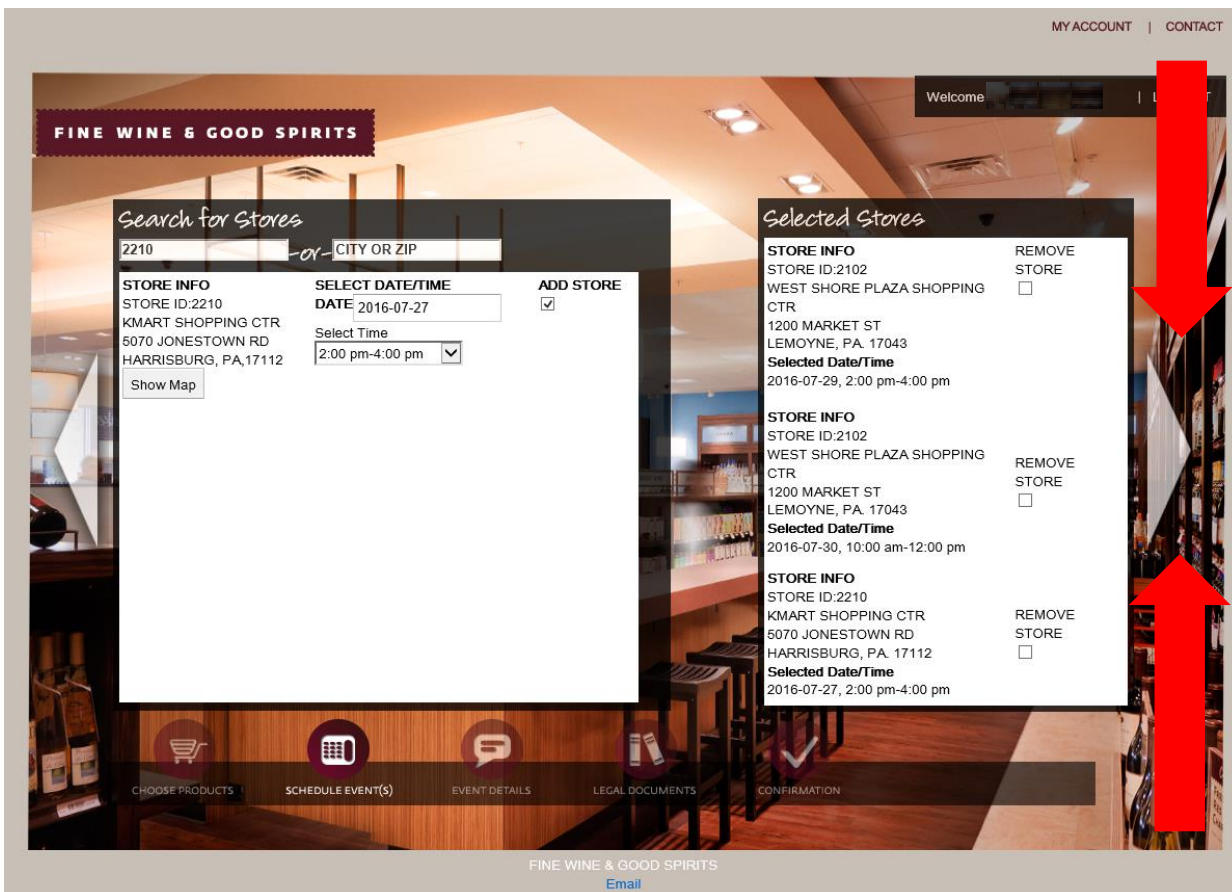 MY ACCOUNT | CONTACT
Welcome
|
FINE WINE & GOOD SPIRITS
Search for Stores
2210 -or- CITY OR ZIP
STORE INFO SELECT DATE/TIME ADD STORE
STORE ID:2210 DATE 2016-07-27
KMART SHOPPING CTR
5070 JONESTOWN RD Select Time
HARRISBURG, PA,17112 2:00 pm-4:00 pm
Show Map
Selected Stores
STORE INFO REMOVE
STORE ID:2102 STORE
WEST SHORE PLAZA SHOPPING
CTR
1200 MARKET ST
LEMOYNE, PA. 17043
Selected Date/Time
2016-07-29, 2:00 pm-4:00 pm
STORE INFO
STORE ID:2102
WEST SHORE PLAZA SHOPPING
CTR REMOVE
1200 MARKET ST STORE
LEMOYNE, PA. 17043
Selected Date/Time
2016-07-30, 10:00 am-12:00 pm
STORE INFO
STORE ID:2210
KMART SHOPPING CTR REMOVE
5070 JONESTOWN RD STORE
HARRISBURG, PA. 17112
Selected Date/Time
2016-07-27, 2:00 pm-4:00 pm
CHOOSE PRODUCTS SCHEDULE EVENT(S) EVENT DETAILS LEGAL DOCUMENTS CONFIRMATION
FINE WINE & GOOD SPIRITS
Email